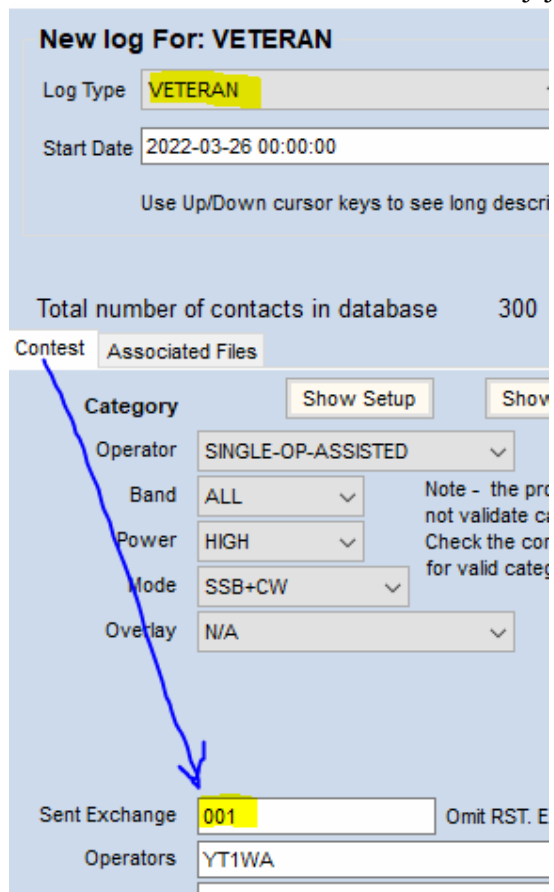 New log For: VETERAN
Log Type VETERAN
Start Date 2022-03-26 00:00:00
Use Up/Down cursor keys to see long descri
Total number of contacts in database 300
Contest Associated Files
Category Show Setup Show
Operator SINGLE-OP-ASSISTED
Band ALL Note - the pro
not validate ca
Power HIGH Check the con
for valid categ
Mode SSB+CW
Overlay N/A
Sent Exchange 001 Omit RST. E
Operators YT1WA